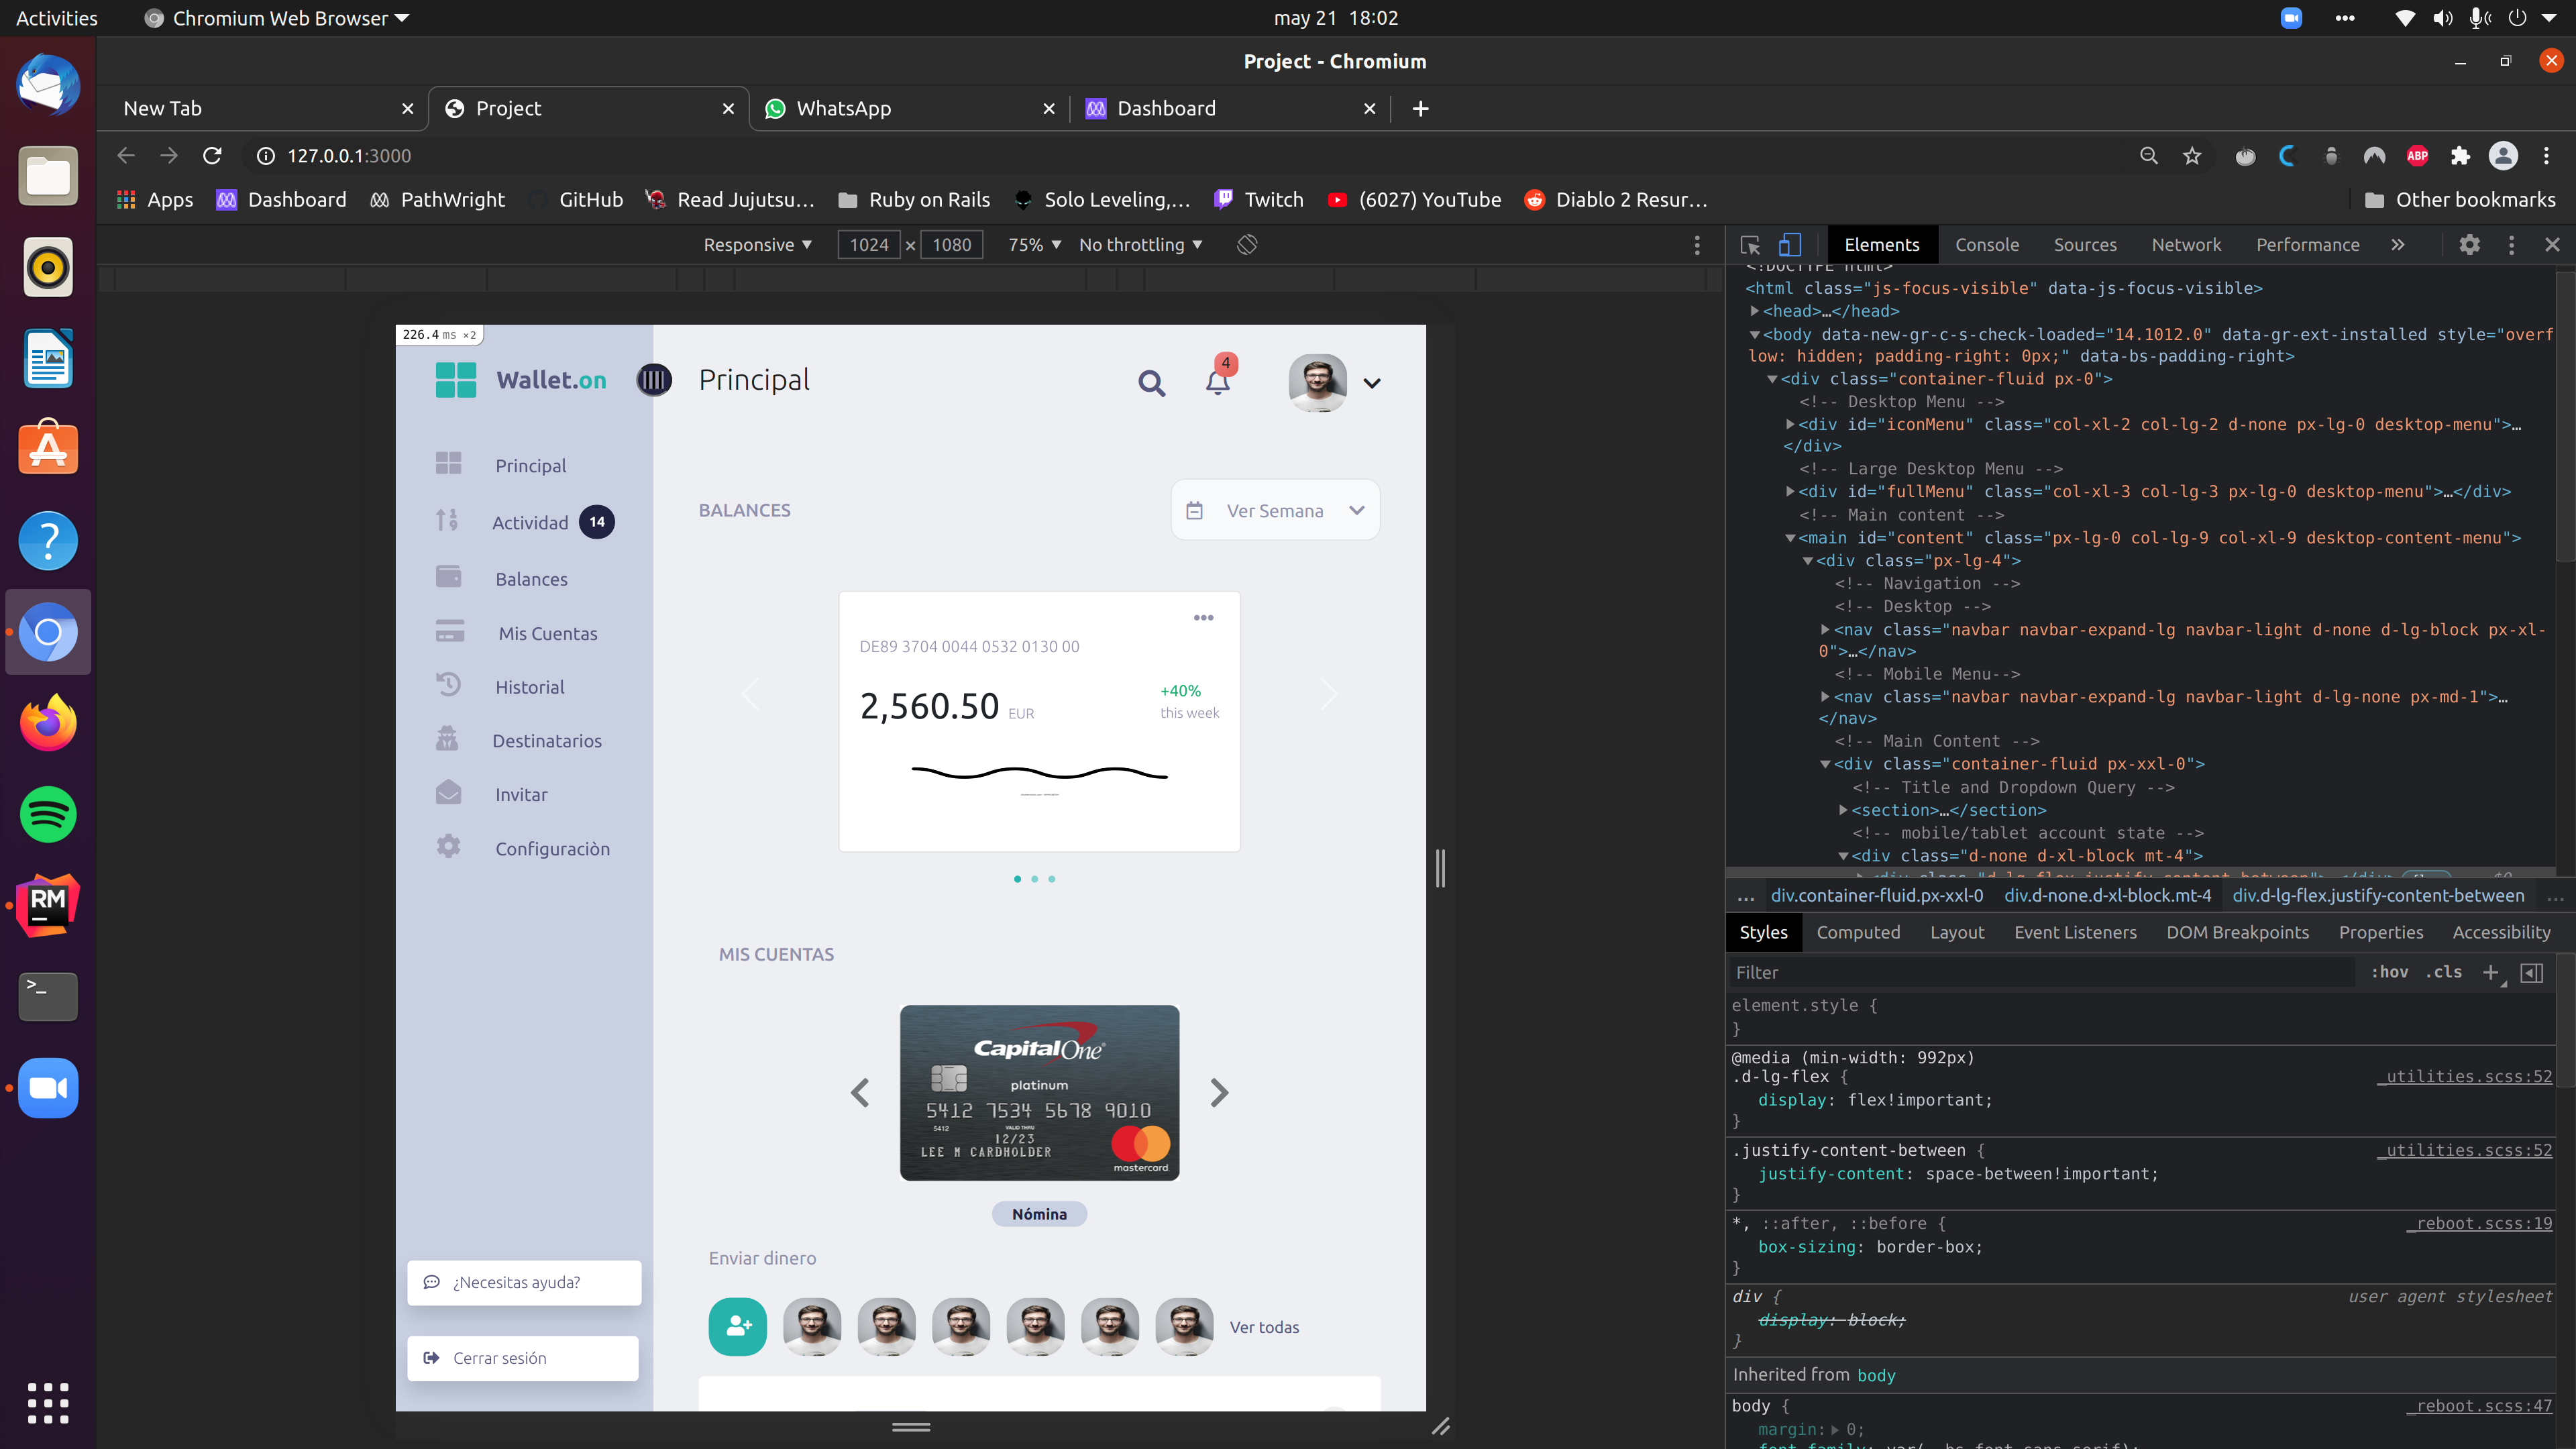 Activities
Chromium Web Browser
may 21 18:02
Project - Chromium
New Tab
Project
WhatsApp
Dashboard
127.0.0.1:3000
ABP
Apps
Dashboard
PathWright
GitHub
Read Jujutsu…
Ruby on Rails
Solo Leveling,…
Twitch
(6027) YouTube
Diablo 2 Resur…
Other bookmarks
Responsive
1024 × 1080
75%
No throttling
226.4 ms ×2
Wallet.on
Principal
4
Principal
Actividad 14
Balances
Mis Cuentas
Historial
Destinatarios
Invitar
Configuraciòn
¿Necesitas ayuda?
Cerrar sesión
BALANCES
Ver Semana
DE89 3704 0044 0532 0130 00
2,560.50 EUR
+40%
this week
MIS CUENTAS
CapitalOne
platinum
5412 7534 5678 9010
5412
VALID THRU
12/23
LEE M CARDHOLDER
mastercard
Nómina
Enviar dinero
Ver todas
Elements
Console
Sources
Network
Performance
<!DOCTYPE html>
<html class="js-focus-visible" data-js-focus-visible>
<head>…</head>
<body data-new-gr-c-s-check-loaded="14.1012.0" data-gr-ext-installed style="overf
low: hidden; padding-right: 0px;" data-bs-padding-right>
<div class="container-fluid px-0">
<!-- Desktop Menu -->
<div id="iconMenu" class="col-xl-2 col-lg-2 d-none px-lg-0 desktop-menu">…
</div>
<!-- Large Desktop Menu -->
<div id="fullMenu" class="col-xl-3 col-lg-3 px-lg-0 desktop-menu">…</div>
<!-- Main content -->
<main id="content" class="px-lg-0 col-lg-9 col-xl-9 desktop-content-menu">
<div class="px-lg-4">
<!-- Navigation -->
<!-- Desktop -->
<nav class="navbar navbar-expand-lg navbar-light d-none d-lg-block px-xl-
0">…</nav>
<!-- Mobile Menu-->
<nav class="navbar navbar-expand-lg navbar-light d-lg-none px-md-1">…
</nav>
<!-- Main Content -->
<div class="container-fluid px-xxl-0">
<!-- Title and Dropdown Query -->
<section>…</section>
<!-- mobile/tablet account state -->
<div class="d-none d-xl-block mt-4">
… div.container-fluid.px-xxl-0 div.d-none.d-xl-block.mt-4 div.d-lg-flex.justify-content-between …
Styles
Computed
Layout
Event Listeners
DOM Breakpoints
Properties
Accessibility
Filter
:hov .cls
element.style {
}
@media (min-width: 992px)
.d-lg-flex { _utilities.scss:52
display: flex!important;
}
.justify-content-between { _utilities.scss:52
justify-content: space-between!important;
}
*, ::after, ::before { _reboot.scss:19
box-sizing: border-box;
}
div { user agent stylesheet
display: block;
}
Inherited from body
body { _reboot.scss:47
margin: 0;
font-family: var(--bs-font-sans-serif);
RM